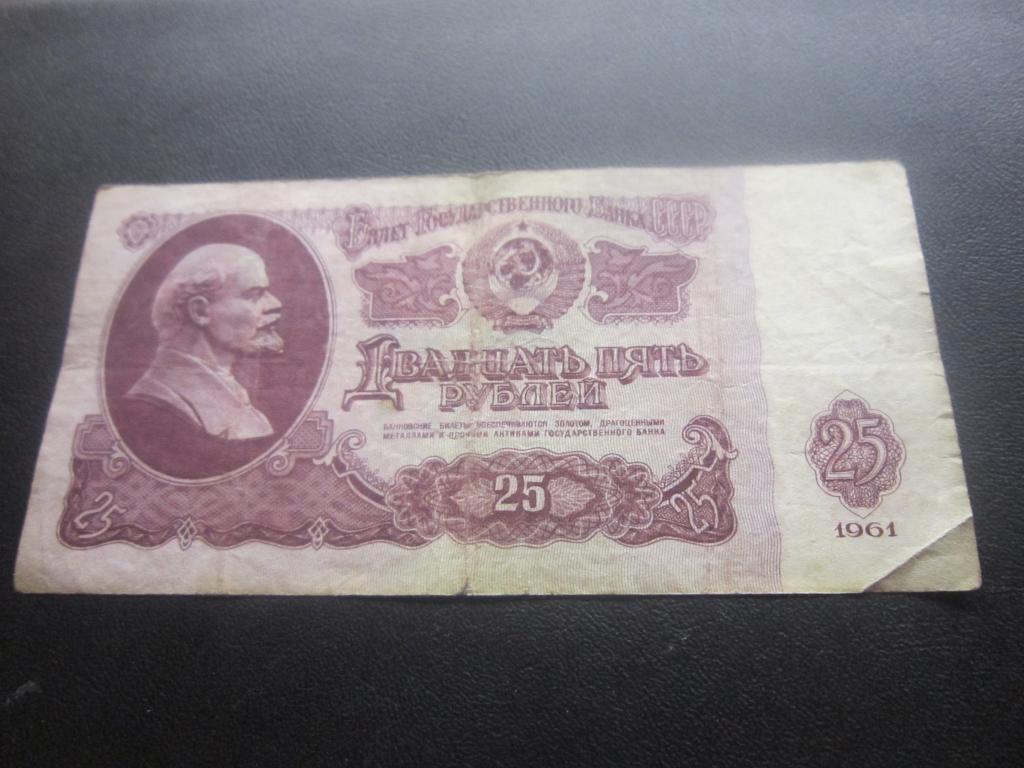 Билет Государственного Банка СССР
Двадцать пять
рублей
Банковские билеты обеспечиваются золотом, драгоценными
металлами и прочими активами Государственного банка
25
25
25
25
1961